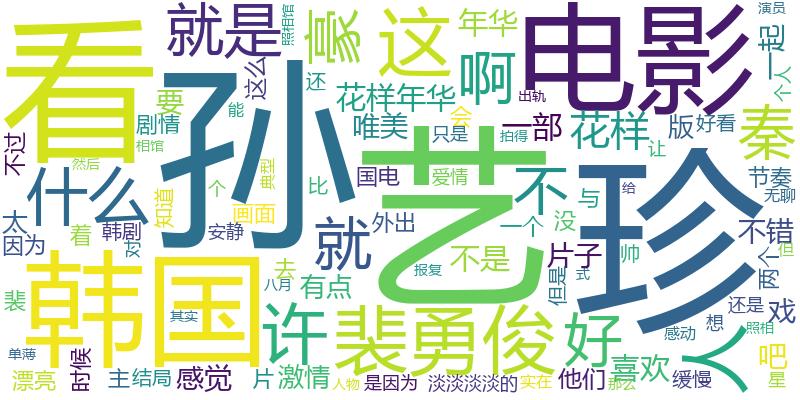 看
孙
艺
珍
电影
韩国
就是
豪
这
啊
年华
照相馆
演员
一起
个人
这么
还
花样年华
出轨
要
能
会
一部
花样
版
好看
秦
剧情
相馆
唯美
只是
拍得
让
不过
然后
典型
爱情
节奏
无聊
什么
知道
个
比
国电
不
与
给
太
因为
着
韩剧
对
画面
安静
就
外出
一个
没
片子
不错
但
不是
但是
式
帅
两个
裴
去
有点
报复
八月
其实
许
裴勇俊
好
人
感动
想
还是
照相
戏
单薄
漂亮
时候
主
结局
感觉
片
激情
人物
是因为
淡淡淡淡的
实在
他们
那么
喜欢
缓慢
吧
星